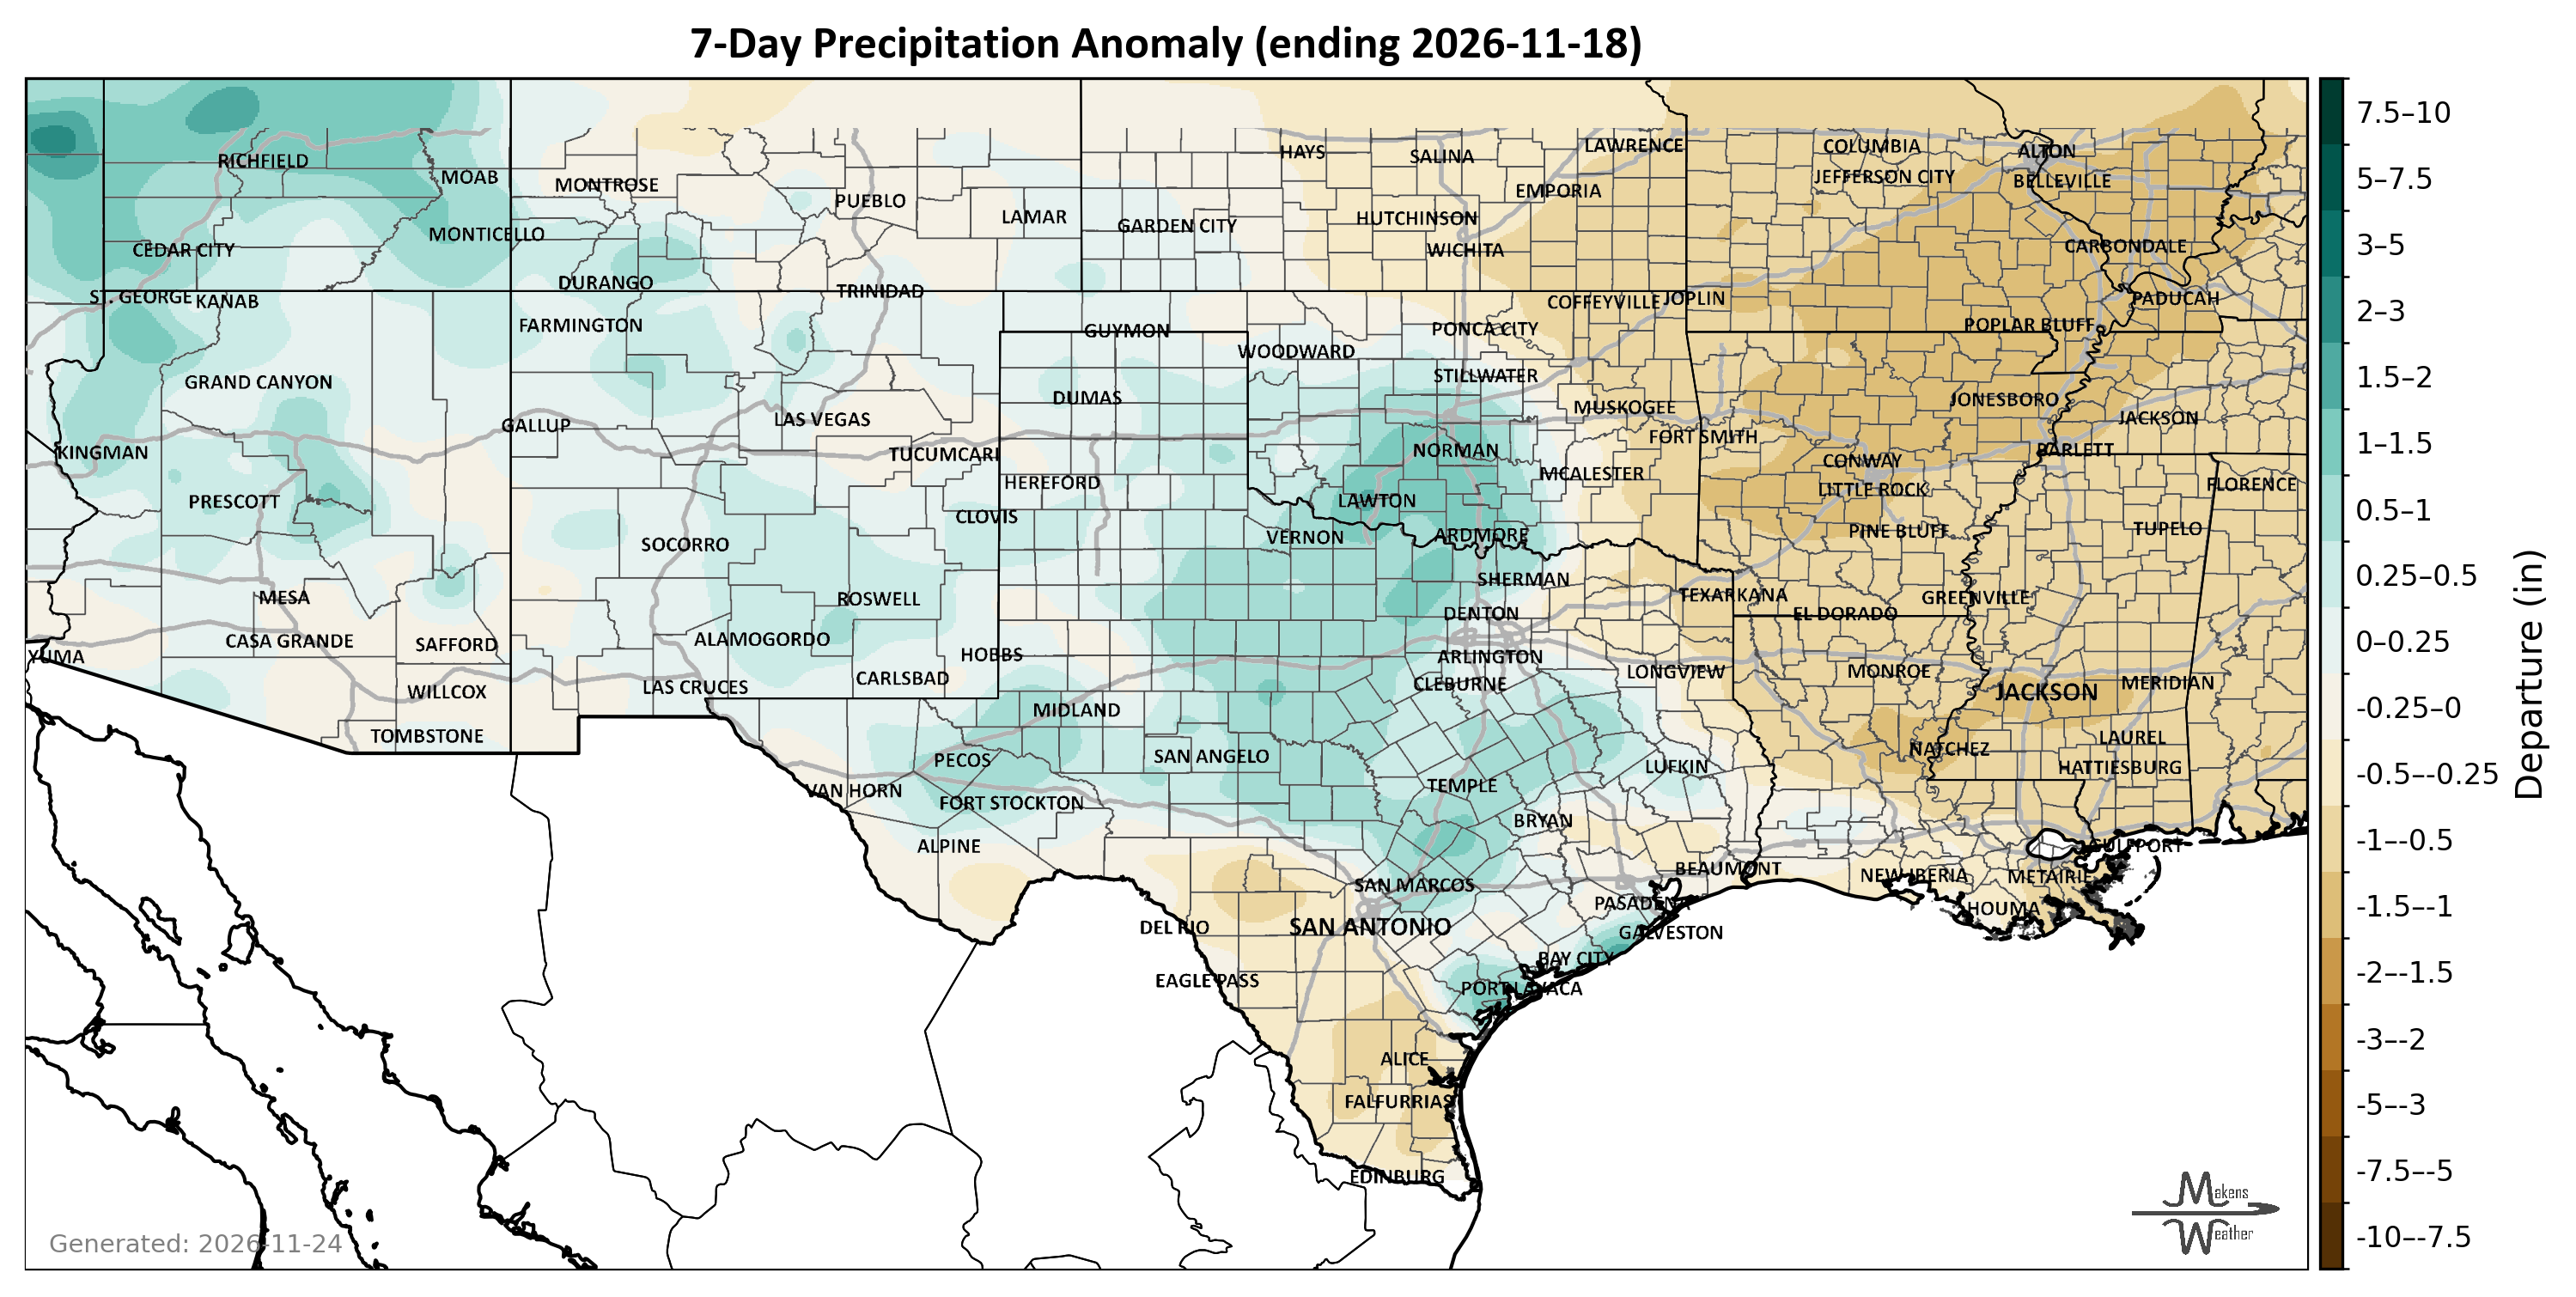 7-Day Precipitation Anomaly (ending 2026-11-18)
7.5–10
5–7.5
3–5
2–3
1.5–2
1–1.5
0.5–1
0.25–0.5
0–0.25
-0.25–0
-0.5–-0.25
-1–-0.5
-1.5–-1
-2–-1.5
-3–-2
-5–-3
-7.5–-5
-10–-7.5
Departure (in)
RICHFIELD
MOAB
MONTROSE
PUEBLO
LAMAR
GARDEN CITY
HAYS
SALINA
LAWRENCE
COLUMBIA
ALTON
JEFFERSON CITY
BELLEVILLE
EMPORIA
HUTCHINSON
WICHITA
CARBONDALE
MONTICELLO
CEDAR CITY
DURANGO
TRINIDAD
ST. GEORGE
KANAB
COFFEYVILLE
JOPLIN
PADUCAH
FARMINGTON
GUYMON
PONCA CITY
POPLAR BLUFF
WOODWARD
STILLWATER
GRAND CANYON
DUMAS
MUSKOGEE
JONESBORO
JACKSON
GALLUP
LAS VEGAS
FORT SMITH
KINGMAN
TUCUMCARI
NORMAN
BARLETT
CONWAY
MCALESTER
HEREFORD
LITTLE ROCK
FLORENCE
PRESCOTT
LAWTON
CLOVIS
PINE BLUFF
TUPELO
SOCORRO
VERNON
ARDMORE
SHERMAN
MESA
ROSWELL
TEXARKANA
GREENVILLE
DENTON
EL DORADO
CASA GRANDE
SAFFORD
ALAMOGORDO
YUMA
HOBBS
ARLINGTON
LONGVIEW
MONROE
CARLSBAD
CLEBURNE
MERIDIAN
LAS CRUCES
WILLCOX
JACKSON
MIDLAND
TOMBSTONE
LAUREL
NATCHEZ
PECOS
SAN ANGELO
LUFKIN
HATTIESBURG
VAN HORN
FORT STOCKTON
TEMPLE
BRYAN
ALPINE
GULFPORT
BEAUMONT
NEW IBERIA
METAIRIE
SAN MARCOS
PASADENA
HOUMA
DEL RIO
SAN ANTONIO
GALVESTON
BAY CITY
EAGLE PASS
PORT LAVACA
ALICE
FALFURRIAS
EDINBURG
Makens
Weather
Generated: 2026-11-24